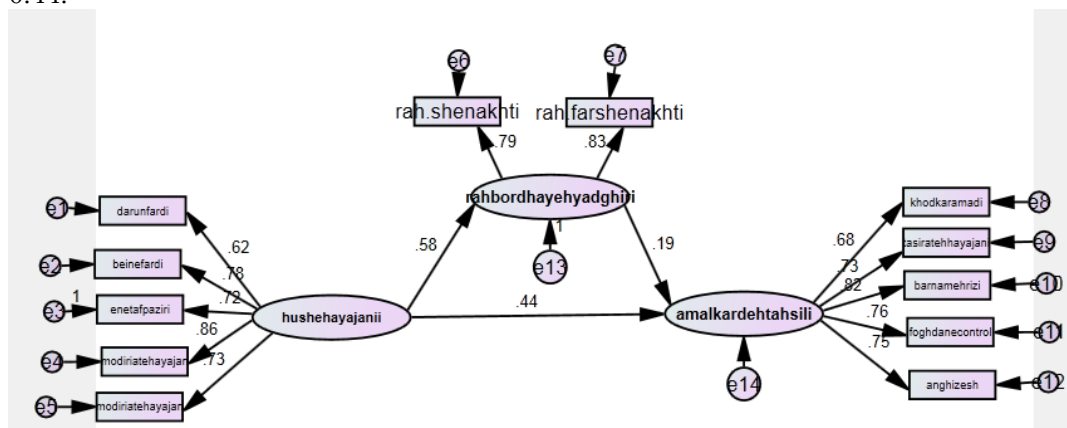 e6
e7
rah.shenakhti
rah.farshenakhti
.79
.83
rahbordhayehyadghiri
1
e13
.58
.19
.44
e1
darunfardi
.62
e2
beinefardi
.78
1
e3
enetafpaziri
.72
e4
modiriatehayajan
.86
e5
modiriatehayajan
.73
hushehayajanii
amalkardehtahsili
e14
.68
khodkaramadi
e8
.73
tasiratehhayajan
e9
.82
barnamehrizi
e10
.76
foghdanecontrol
e11
.75
anghizesh
e12